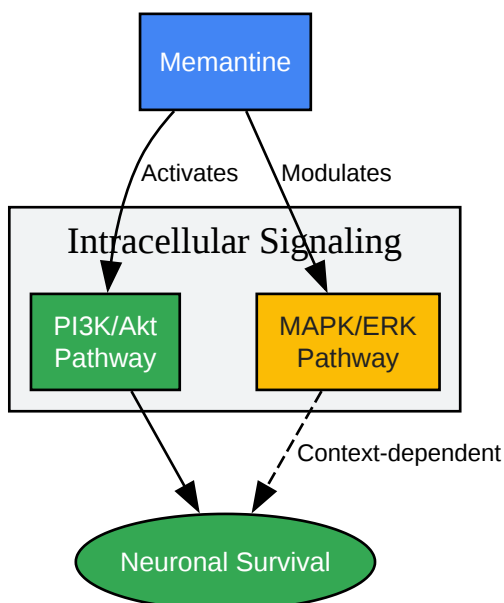 Memantine
Activates
Modulates
Intracellular Signaling
PI3K/Akt
Pathway
MAPK/ERK
Pathway
Context-dependent
Neuronal Survival